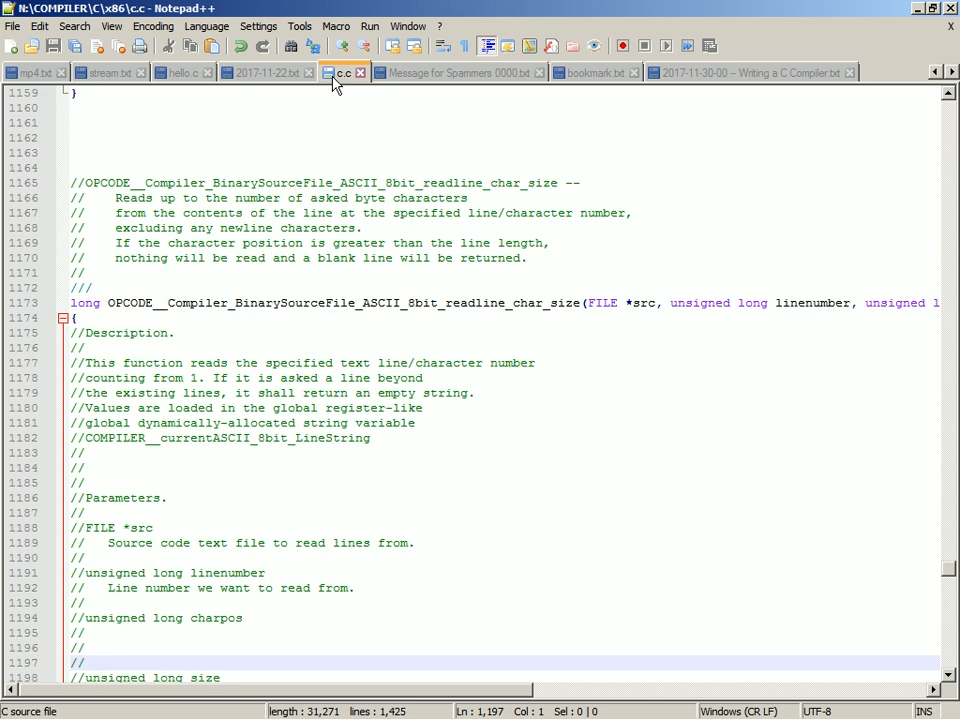 N:\COMPILER\C\x86\c.c - Notepad++
File Edit Search View Encoding Language Settings Tools Macro Run Window ? X
mp4.txt stream.txt hello.c 2017-11-22.txt c.c Message for Spammers 0000.txt bookmark.txt 2017-11-30-00 – Writing a C Compiler.txt
1159 }
1160
1161
1162
1163
1164
1165 //OPCODE__Compiler_BinarySourceFile_ASCII_8bit_readline_char_size --
1166 // Reads up to the number of asked byte characters
1167 // from the contents of the line at the specified line/character number,
1168 // excluding any newline characters.
1169 // If the character position is greater than the line length,
1170 // nothing will be read and a blank line will be returned.
1171 //
1172 ///
1173 long OPCODE__Compiler_BinarySourceFile_ASCII_8bit_readline_char_size(FILE *src, unsigned long linenumber, unsigned l
1174 {
1175 //Description.
1176 //
1177 //This function reads the specified text line/character number
1178 //counting from 1. If it is asked a line beyond
1179 //the existing lines, it shall return an empty string.
1180 //Values are loaded in the global register-like
1181 //global dynamically-allocated string variable
1182 //COMPILER__currentASCII_8bit_LineString
1183 //
1184 //
1185 //
1186 //Parameters.
1187 //
1188 //FILE *src
1189 // Source code text file to read lines from.
1190 //
1191 //unsigned long linenumber
1192 // Line number we want to read from.
1193 //
1194 //unsigned long charpos
1195 //
1196 //
1197 //
1198 //unsigned long size
C source file length : 31,271 lines : 1,425 Ln : 1,197 Col : 1 Sel : 0 | 0 Windows (CR LF) UTF-8 INS